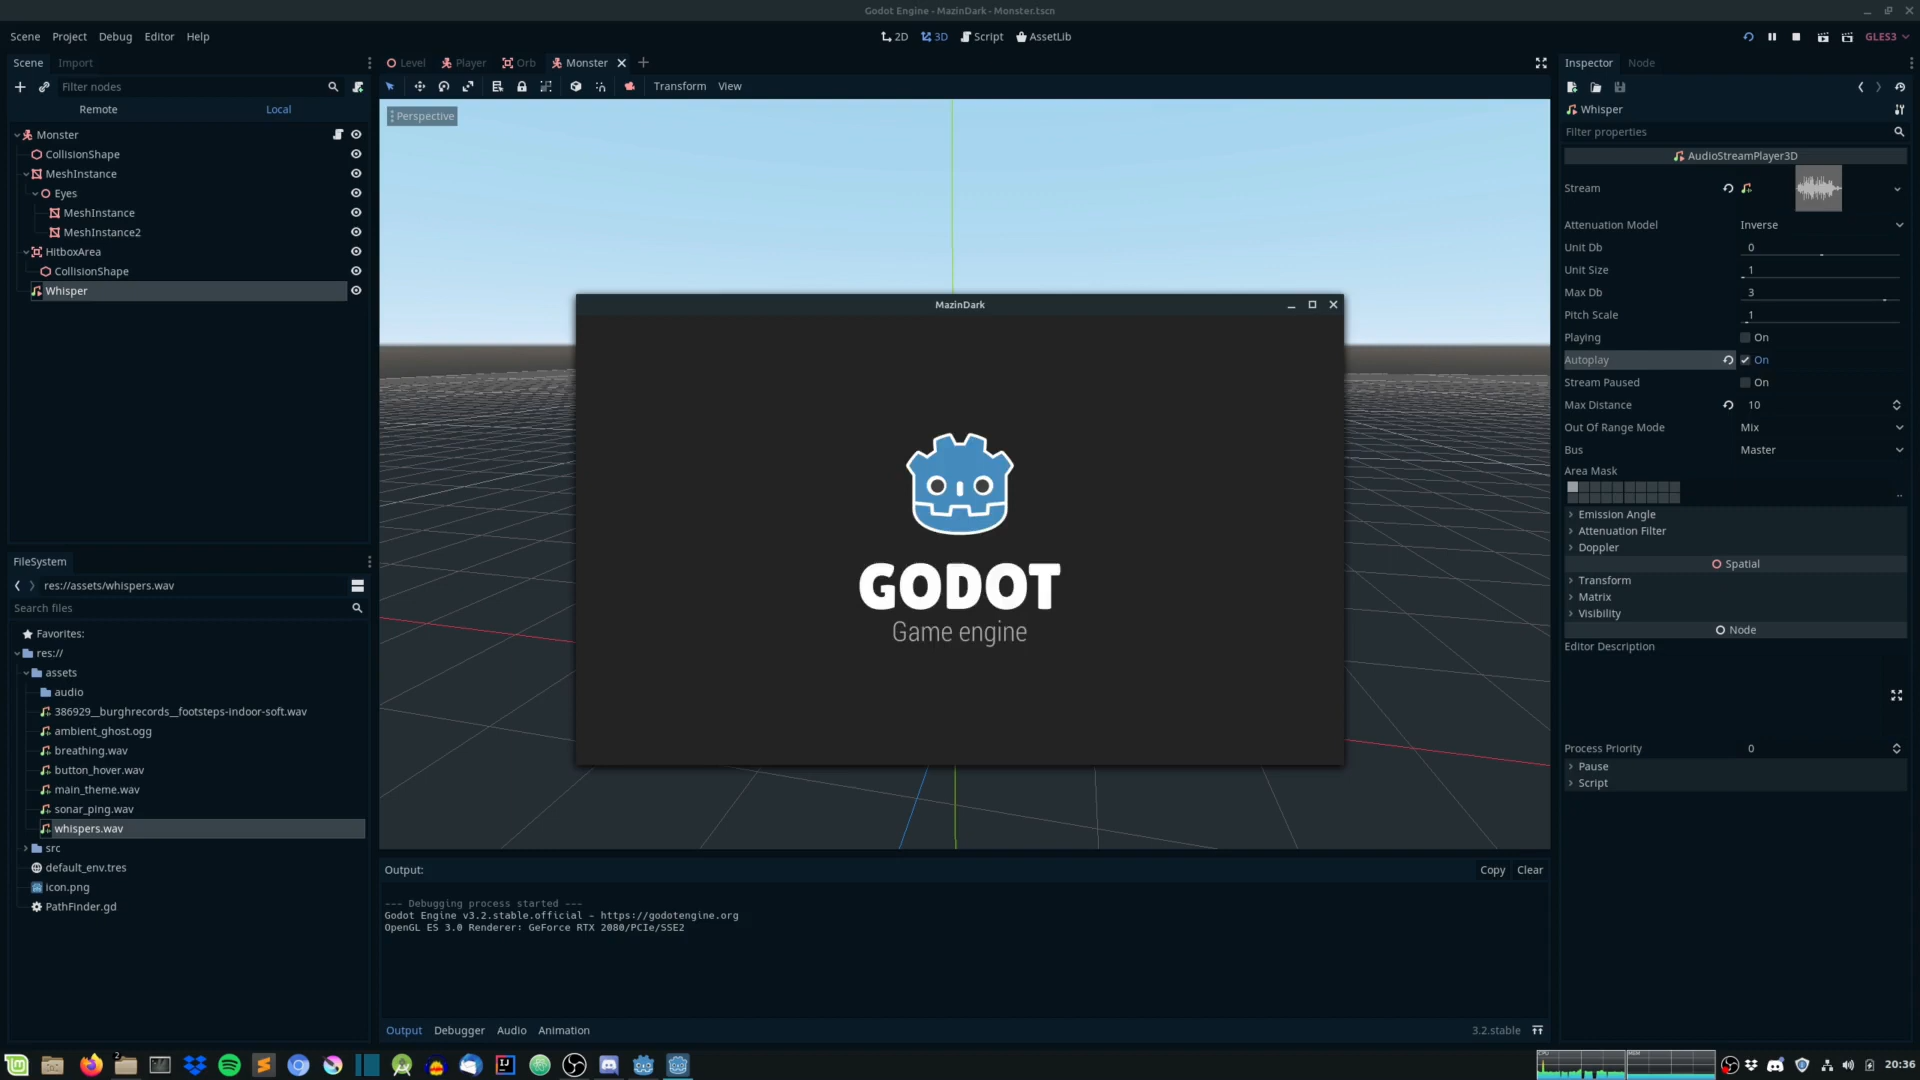 Godot Engine - MazinDark - Monster.tscn
Scene Project Debug Editor Help
2D 3D Script AssetLib
GLES3
Scene Import
Filter nodes
Remote Local
Monster
CollisionShape
MeshInstance
Eyes
MeshInstance
MeshInstance2
HitboxArea
CollisionShape
Whisper
FileSystem
res://assets/whispers.wav
Search files
Favorites:
res://
assets
audio
386929__burghrecords__footsteps-indoor-soft.wav
ambient_ghost.ogg
breathing.wav
button_hover.wav
main_theme.wav
sonar_ping.wav
whispers.wav
src
default_env.tres
icon.png
PathFinder.gd
Level Player Orb Monster
Transform View
Perspective
MazinDark
GODOT
Game engine
Output: Copy Clear
--- Debugging process started ---
Godot Engine v3.2.stable.official - https://godotengine.org
OpenGL ES 3.0 Renderer: GeForce RTX 2080/PCIe/SSE2
Output Debugger Audio Animation 3.2.stable
Inspector Node
Whisper
Filter properties
AudioStreamPlayer3D
Stream
Attenuation Model Inverse
Unit Db 0
Unit Size 1
Max Db 3
Pitch Scale 1
Playing On
Autoplay On
Stream Paused On
Max Distance 10
Out Of Range Mode Mix
Bus Master
Area Mask
..
Emission Angle
Attenuation Filter
Doppler
Spatial
Transform
Matrix
Visibility
Node
Editor Description
Process Priority 0
Pause
Script
2
CPU
MEM
20:36